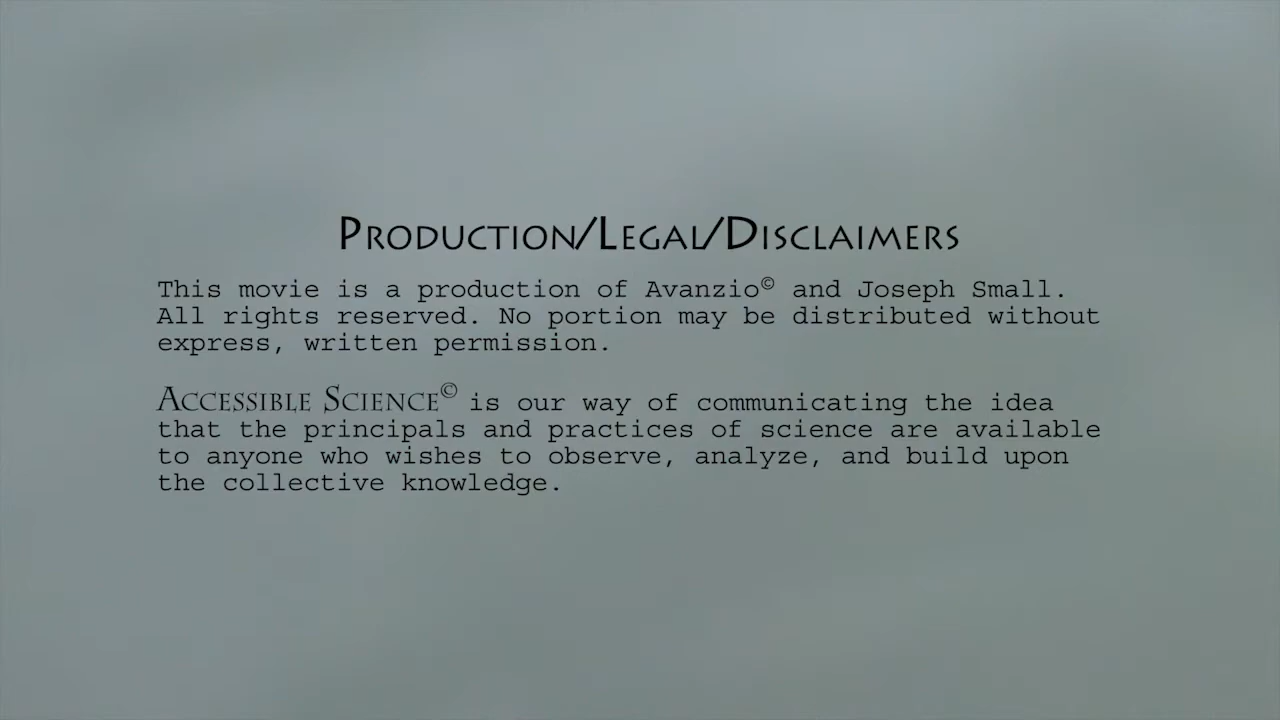 Production/Legal/Disclaimers
This movie is a production of Avanzio© and Joseph Small.
All rights reserved. No portion may be distributed without
express, written permission.
Accessible Science© is our way of communicating the idea
that the principals and practices of science are available
to anyone who wishes to observe, analyze, and build upon
the collective knowledge.